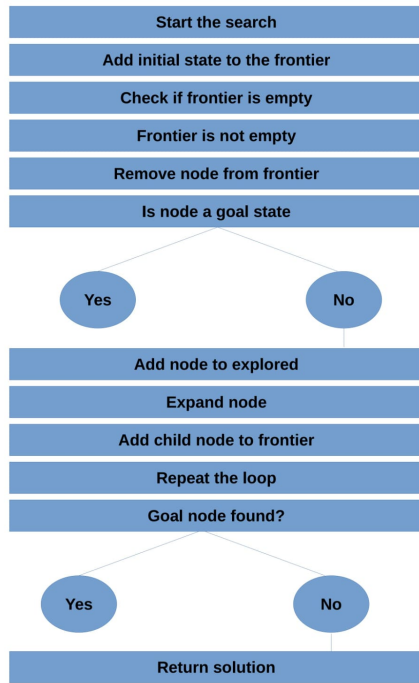 Start the search
Add initial state to the frontier
Check if frontier is empty
Frontier is not empty
Remove node from frontier
Is node a goal state
Yes
No
Add node to explored
Expand node
Add child node to frontier
Repeat the loop
Goal node found?
Yes
No
Return solution